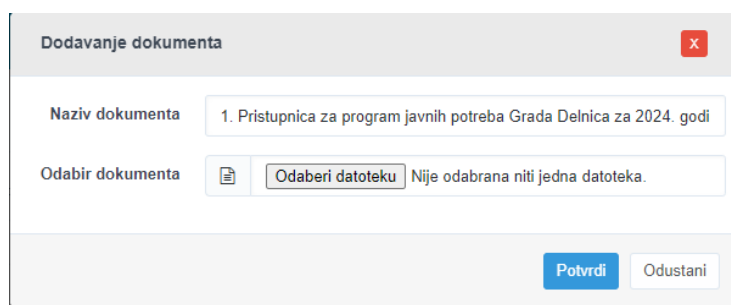 Dodavanje dokumenta
x
Naziv dokumenta 1. Pristupnica za program javnih potreba Grada Delnica za 2024. godi
Odabir dokumenta Odaberi datoteku Nije odabrana niti jedna datoteka.
Potvrdi Odustani